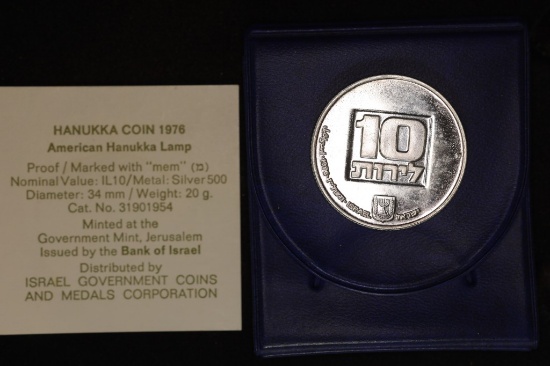 HANUKKA COIN 1976
American Hanukka Lamp
Proof / Marked with "mem" (מ)
Nominal Value: IL10/Metal: Silver 500
Diameter: 34 mm / Weight: 20 g.
Cat. No. 31901954
Minted at the
Government Mint, Jerusalem
Issued by the Bank of Israel
Distributed by
ISRAEL GOVERNMENT COINS
AND MEDALS CORPORATION
10
לירות
ISRAEL
ישראל